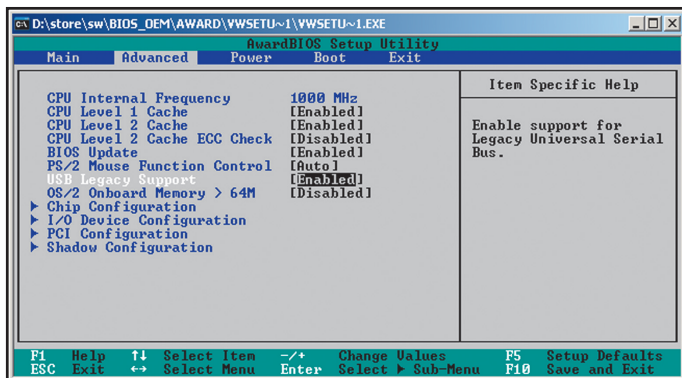 D:\store\sw\BIOS_OEM\AWARD\VWSETU~1\VWSETU~1.EXE
AwardBIOS Setup Utility
Main Advanced Power Boot Exit
Item Specific Help
CPU Internal Frequency 1000 MHz
CPU Level 1 Cache [Enabled]
CPU Level 2 Cache [Enabled]
CPU Level 2 Cache ECC Check [Disabled]
BIOS Update [Enabled]
PS/2 Mouse Function Control [Auto]
USB Legacy Support [Enabled]
OS/2 Onboard Memory > 64M [Disabled]
▶ Chip Configuration
▶ I/O Device Configuration
▶ PCI Configuration
▶ Shadow Configuration
Enable support for
Legacy Universal Serial
Bus.
F1 Help ↑↓ Select Item -/+ Change Values F5 Setup Defaults
ESC Exit ↔ Select Menu Enter Select ▶ Sub-Menu F10 Save and Exit